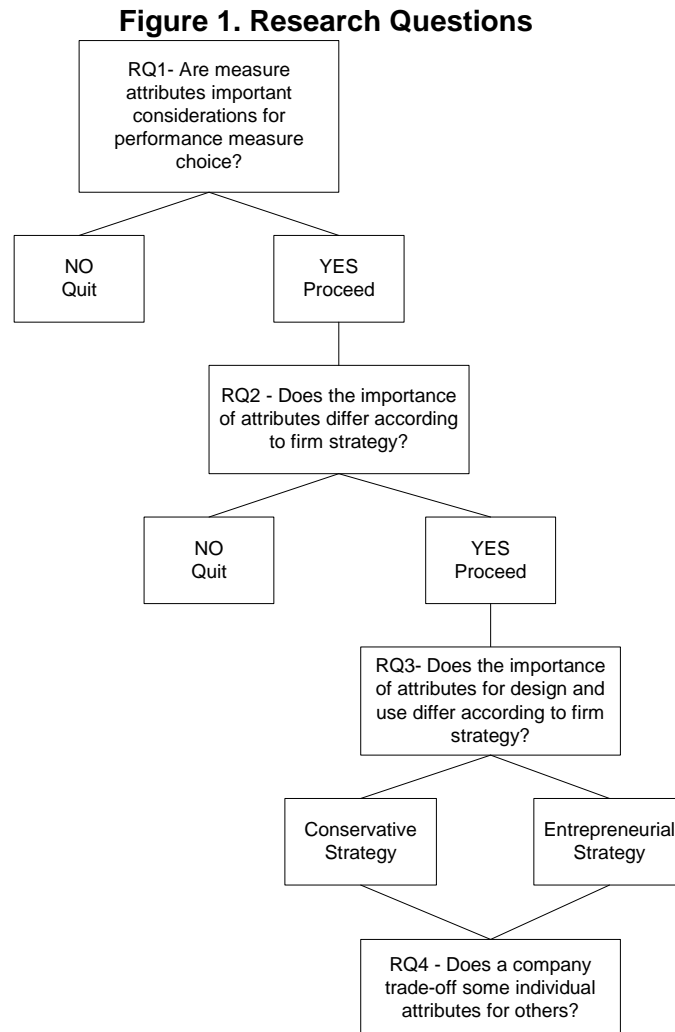 Figure 1. Research Questions
RQ1- Are measure
attributes important
considerations for
performance measure
choice?
NO
Quit
YES
Proceed
RQ2 - Does the importance
of attributes differ according
to firm strategy?
NO
Quit
YES
Proceed
RQ3- Does the importance
of attributes for design and
use differ according to firm
strategy?
Conservative
Strategy
Entrepreneurial
Strategy
RQ4 - Does a company
trade-off some individual
attributes for others?